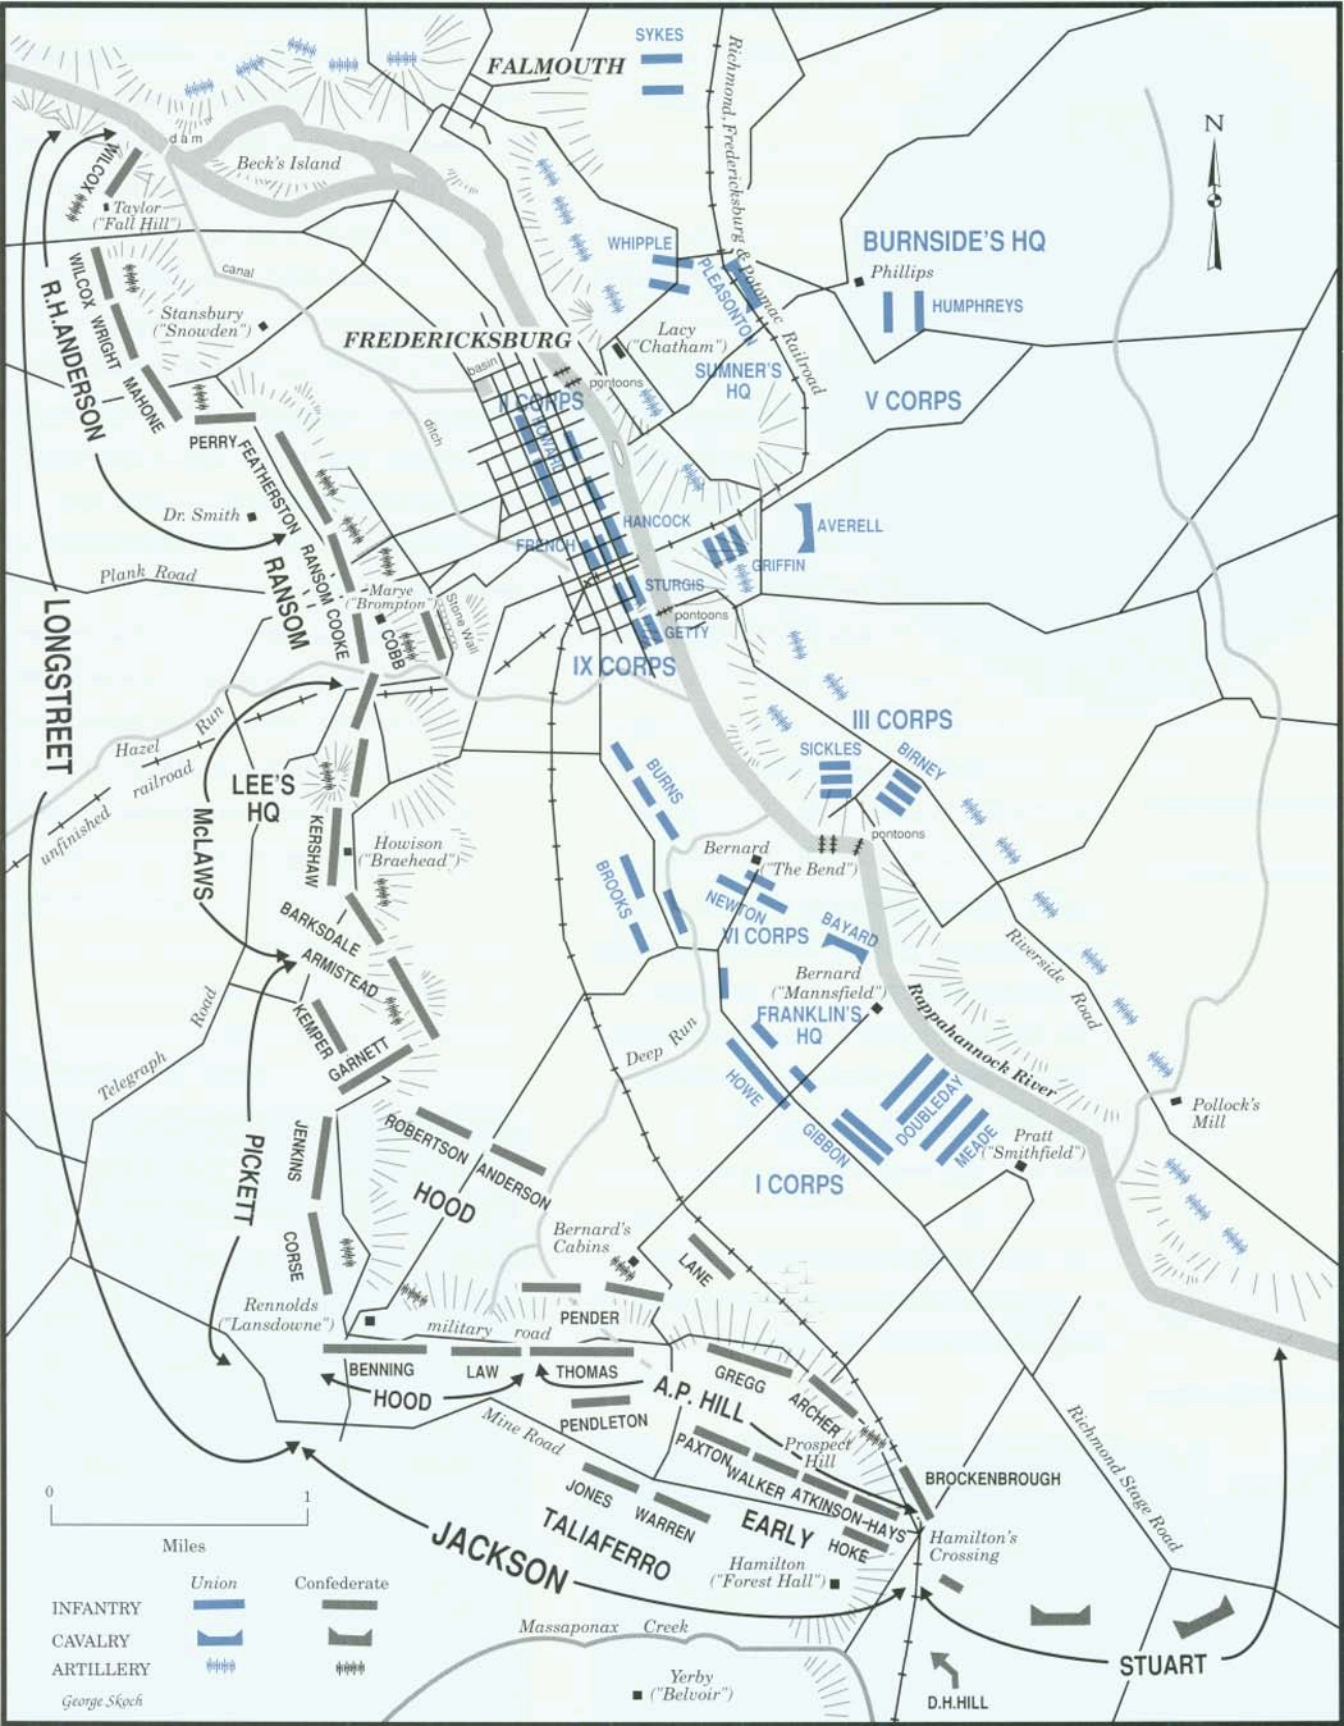 SYKES
FALMOUTH
Richmond, Fredericksburg & Potomac Railroad
N
dam
Beck's Island
WILCOX
Taylor
("Fall Hill")
WHIPPLE
PLEASONTON
BURNSIDE'S HQ
Phillips
HUMPHREYS
canal
WILCOX
WRIGHT
MAHONE
R.H.ANDERSON
Stansbury
("Snowden")
FREDERICKSBURG
Lacy
("Chatham")
basin
pontoons
SUMNER'S
HQ
V CORPS
II CORPS
HOWARD
ditch
PERRY
FEATHERSTON
Dr. Smith
HANCOCK
AVERELL
FRENCH
GRIFFIN
RANSOM
RANSOM
Plank Road
Marye
("Brompton")
Stone Wall
STURGIS
pontoons
GETTY
COOKE
COBB
IX CORPS
LONGSTREET
Hazel Run
unfinished railroad
III CORPS
SICKLES
BIRNEY
BURNS
LEE'S
HQ
McLAWS
KERSHAW
Howison
("Braehead")
pontoons
Bernard
("The Bend")
BROOKS
NEWTON
VI CORPS
BAYARD
BARKSDALE
ARMISTEAD
Riverside Road
Bernard
("Mannsfield")
FRANKLIN'S
HQ
Rappahannock River
KEMPER
GARNETT
Telegraph Road
Deep Run
HOWE
DOUBLEDAY
GIBBON
MEADE
Pratt
("Smithfield")
Pollock's
Mill
I CORPS
JENKINS
ROBERTSON
ANDERSON
HOOD
PICKETT
CORSE
Bernard's
Cabins
LANE
Rennolds
("Lansdowne")
military road
PENDER
BENNING
LAW
THOMAS
HOOD
PENDLETON
A.P. HILL
GREGG
ARCHER
Mine Road
PAXTON
WALKER
ATKINSON-HAYS
Prospect
Hill
BROCKENBROUGH
Richmond Stage Road
JONES
WARREN
TALIAFERRO
EARLY
HOKE
JACKSON
Hamilton's
Crossing
Hamilton
("Forest Hall")
Massaponax Creek
STUART
Yerby
("Belvoir")
D.H.HILL
0 1
Miles
Union Confederate
INFANTRY
CAVALRY
ARTILLERY
George Skoch